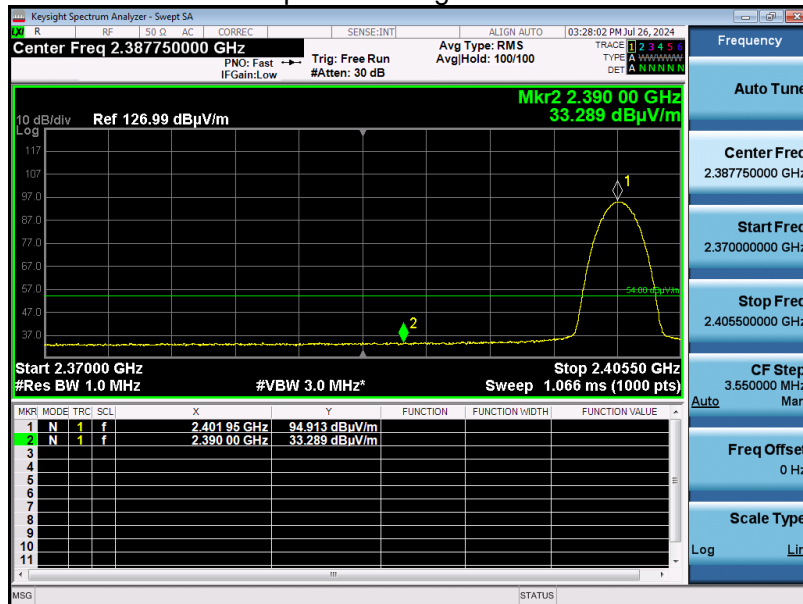 Keysight Spectrum Analyzer - Swept SA
LXI R RF 50 Ω AC CORREC SENSE:INT ALIGN AUTO 03:28:02 PM Jul 26, 2024
Center Freq 2.387750000 GHz
PNO: Fast
IFGain:Low
Trig: Free Run
#Atten: 30 dB
Avg Type: RMS
Avg|Hold: 100/100
TRACE 1 2 3 4 5 6
TYPE A WWWWW
DET A N N N N N
Mkr2 2.390 00 GHz
33.289 dBµV/m
10 dB/div
Log
Ref 126.99 dBµV/m
117
107
97.0
87.0
77.0
67.0
57.0
47.0
37.0
1
2
54.00 dBµV/m
Start 2.37000 GHz
Stop 2.40550 GHz
#Res BW 1.0 MHz
#VBW 3.0 MHz*
Sweep 1.066 ms (1000 pts)
MKR MODE TRC SCL X Y FUNCTION FUNCTION WIDTH FUNCTION VALUE
1 N 1 f 2.401 95 GHz 94.913 dBµV/m
2 N 1 f 2.390 00 GHz 33.289 dBµV/m
3
4
5
6
7
8
9
10
11
MSG
STATUS
Frequency
Auto Tune
Center Freq
2.387750000 GHz
Start Freq
2.370000000 GHz
Stop Freq
2.405500000 GHz
CF Step
3.550000 MHz
Auto Man
Freq Offset
0 Hz
Scale Type
Log Lin